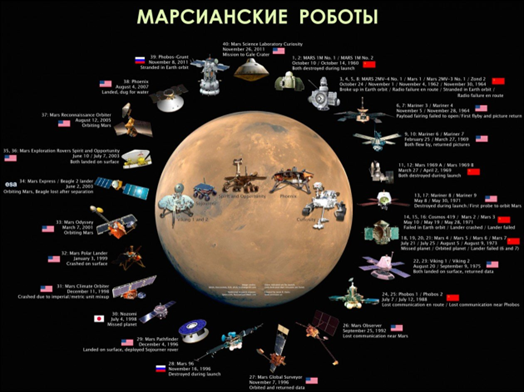 МАРСИАНСКИЕ РОБОТЫ
40: Mars Science Laboratory Curiosity
November 26, 2011
Mission to Gale Crater
1, 2: MARS 1M No. 1 / MARS 1M No. 2
October 10 / October 14, 1960
Both destroyed during launch
3, 4, 5, 8: MARS 2MV-4 No. 1 / Mars 1 / Mars 2MV-3 No. 1 / Zond 2
October 24 / November 1 / November 4, 1962 / November 30, 1964
Broke up in Earth orbit / Radio failure en route / Stranded in Earth orbit /
Radio failure en route
6, 7: Mariner 3 / Mariner 4
November 5 / November 28, 1964
Payload fairing failed to open/First flyby and picture return
9, 10: Mariner 6 / Mariner 7
February 25 / March 27, 1969
Both flew by, returned pictures
11, 12: Mars 1969 A / Mars 1969 B
March 27 / April 2, 1969
Both destroyed during launch
13, 17: Mariner 8 / Mariner 9
May 8 / May 30, 1971
Destroyed during launch / First probe to orbit Mars
14, 15, 16: Cosmos 419 / Mars 2 / Mars 3
May 10 / May 19 / May 28, 1971
Failed in Earth orbit / Lander crashed / Lander failed
18, 19, 20, 21: Mars 4 / Mars 5 / Mars 6 / Mars 7
July 21 / July 25 / August 5 / August 9, 1973
Missed planet / Orbited planet / Lander failed (6 and 7)
22, 23: Viking 1 / Viking 2
August 20 / September 9, 1975
Both landed on surface, returned data
24, 25: Phobos 1 / Phobos 2
July 7 / July 12, 1988
Lost communication en route / Lost communication near Phobos
26: Mars Observer
September 25, 1992
Lost communication near Mars
27: Mars Global Surveyor
November 7, 1996
Orbited and returned data
28: Mars 96
November 16, 1996
Destroyed during launch
29: Mars Pathfinder
December 4, 1996
Landed on surface, deployed Sojourner rover
30: Nozomi
July 4, 1998
Missed planet
31: Mars Climate Orbiter
December 11, 1998
Crashed due to imperial/metric unit mixup
32: Mars Polar Lander
January 3, 1999
Crashed on surface
33: Mars Odyssey
March 7, 2001
Orbiting Mars
esa
34: Mars Express / Beagle 2 lander
June 2, 2003
Orbiting Mars, Beagle lost after separation
35, 36: Mars Exploration Rovers Spirit and Opportunity
June 10 / July 7, 2003
Both landed on surface
37: Mars Reconnaissance Orbiter
August 12, 2005
Orbiting Mars
38: Phoenix
August 4, 2007
Landed, dug for water
39: Phobos-Grunt
November 8, 2011
Stranded in Earth orbit
Phoenix
Curiosity